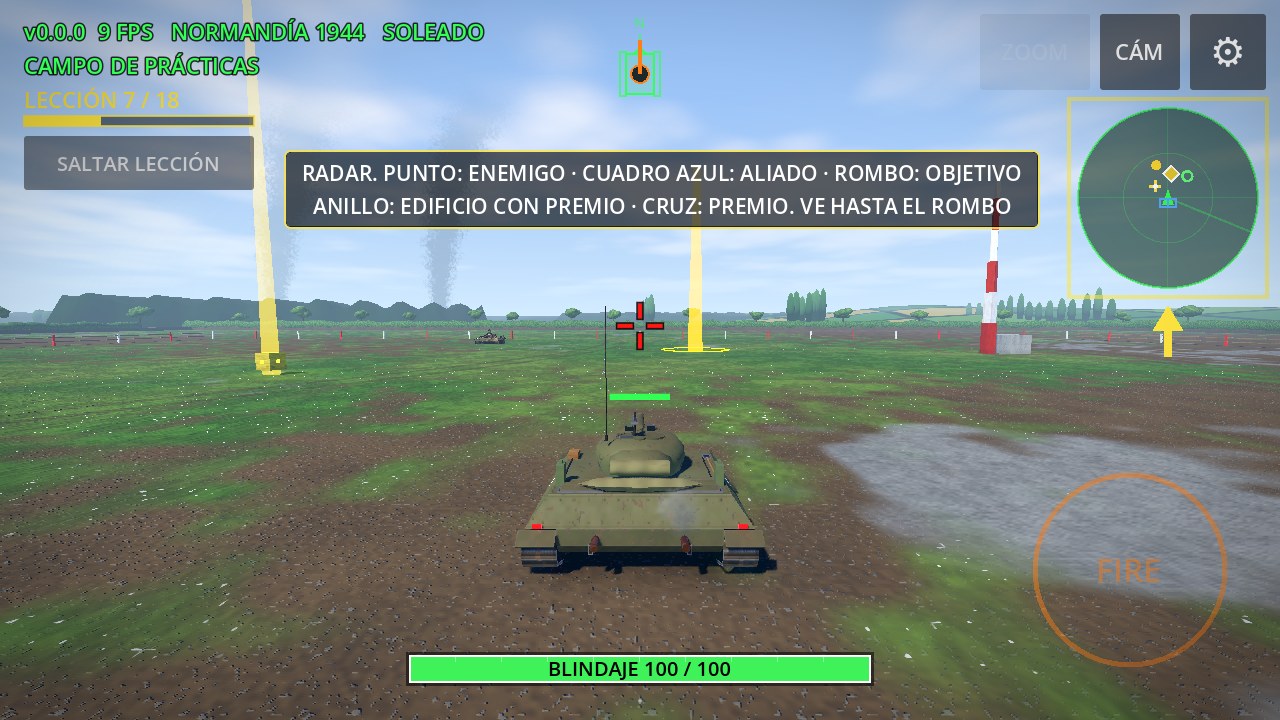 v0.0.0 9 FPS NORMANDÍA 1944 SOLEADO
CAMPO DE PRÁCTICAS
LECCIÓN 7 / 18
SALTAR LECCIÓN
ZOOM
CÁM
RADAR. PUNTO: ENEMIGO · CUADRO AZUL: ALIADO · ROMBO: OBJETIVO
ANILLO: EDIFICIO CON PREMIO · CRUZ: PREMIO. VE HASTA EL ROMBO
FIRE
BLINDAJE 100 / 100